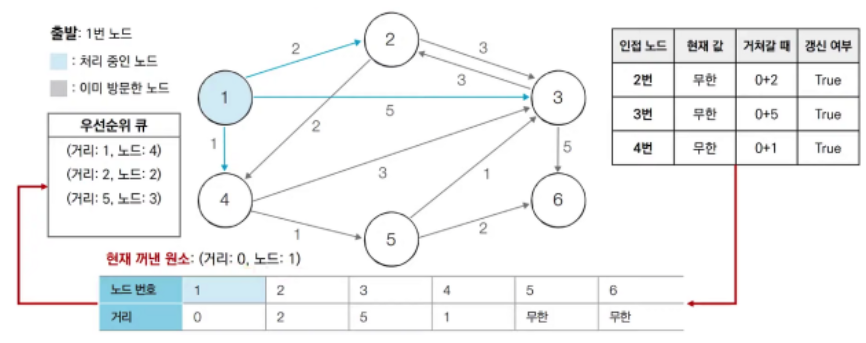 출발: 1번 노드
: 처리 중인 노드
: 이미 방문한 노드
우선순위 큐
(거리: 1, 노드: 4)
(거리: 2, 노드: 2)
(거리: 5, 노드: 3)
1
2
3
4
5
6
2
3
3
5
1
2
5
3
1
1
2
인접 노드 현재 값 거쳐갈 때 갱신 여부
2번 무한 0+2 True
3번 무한 0+5 True
4번 무한 0+1 True
현재 꺼낸 원소: (거리: 0, 노드: 1)
노드 번호 1 2 3 4 5 6
거리 0 2 5 1 무한 무한